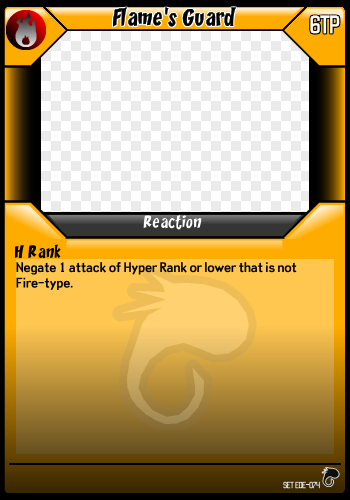 Flame's Guard
6TP
Reaction
H Rank
Negate 1 attack of Hyper Rank or lower that is not
Fire-type.
SET EOE-074